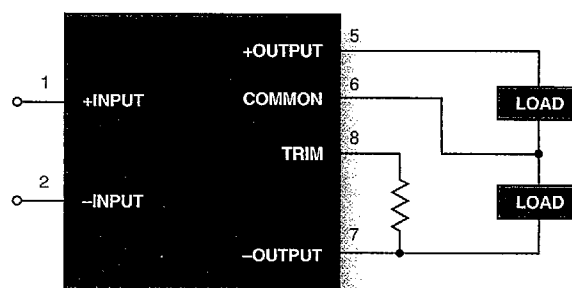 5
+OUTPUT
1
6
+INPUT
COMMON
LOAD
8
TRIM
2
–INPUT
LOAD
7
–OUTPUT